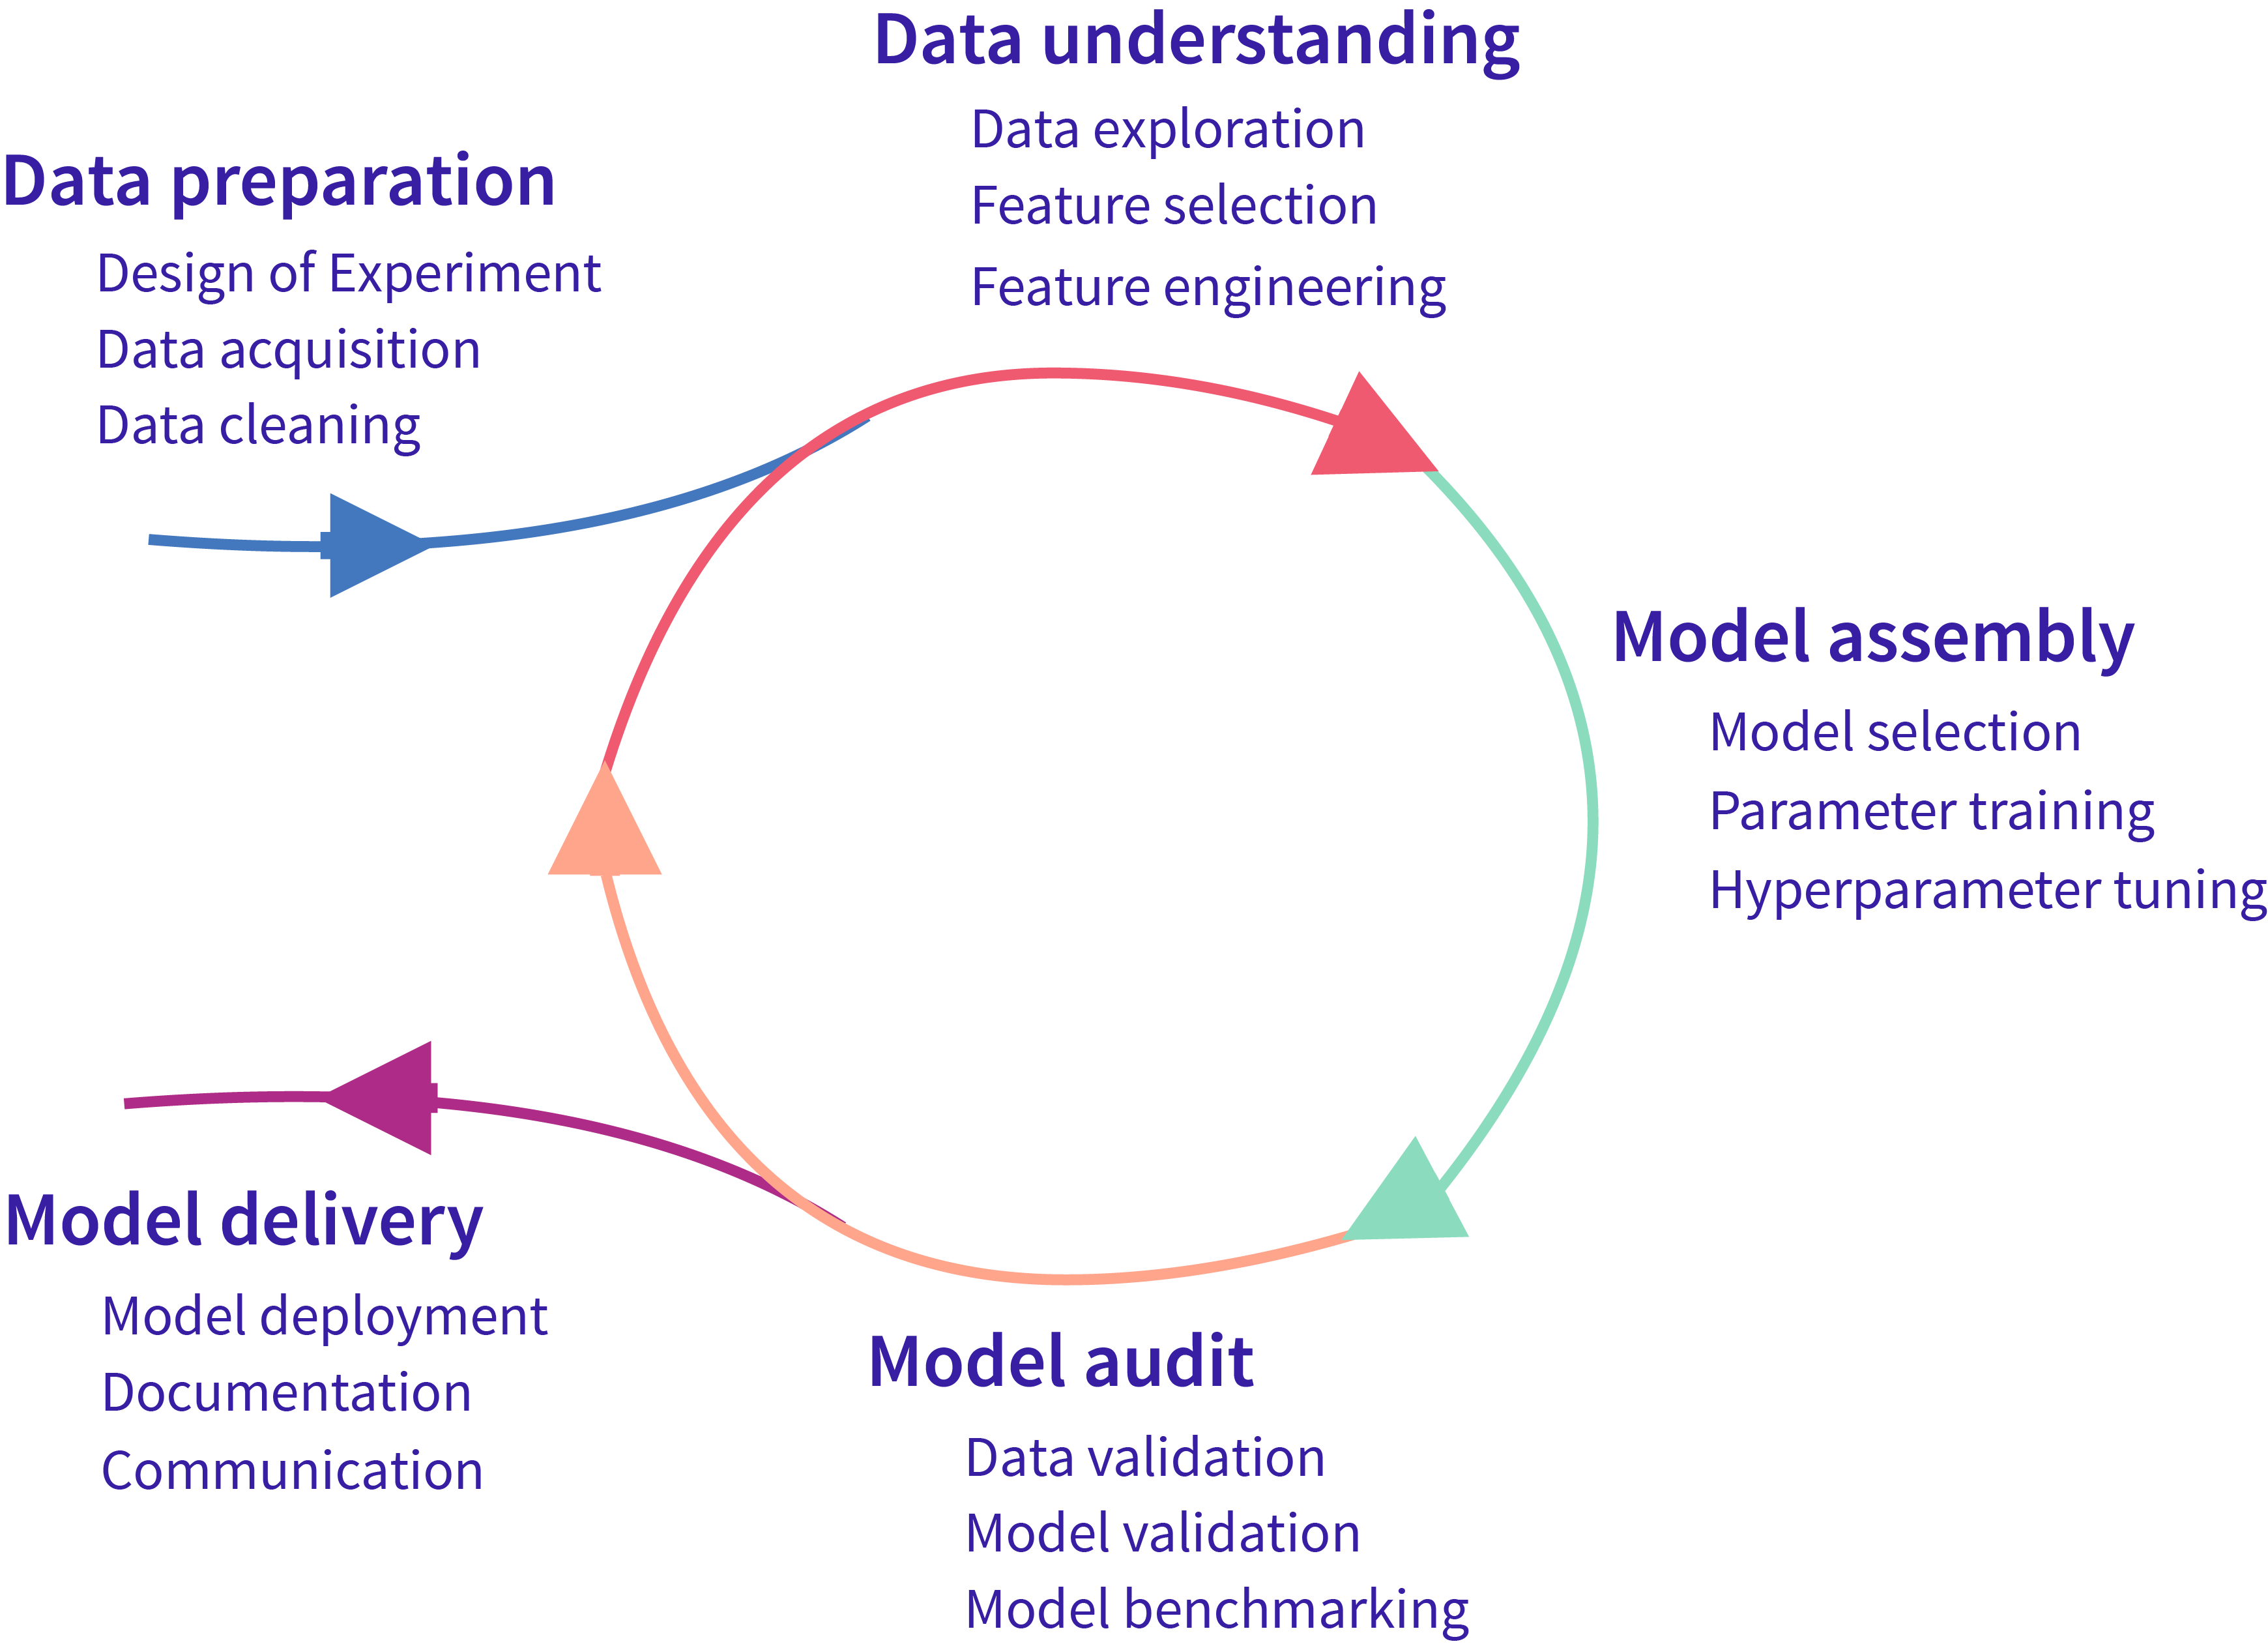 Data preparation
Design of Experiment
Data acquisition
Data cleaning
Data understanding
Data exploration
Feature selection
Feature engineering
Model assembly
Model selection
Parameter training
Hyperparameter tuning
Model audit
Data validation
Model validation
Model benchmarking
Model delivery
Model deployment
Documentation
Communication